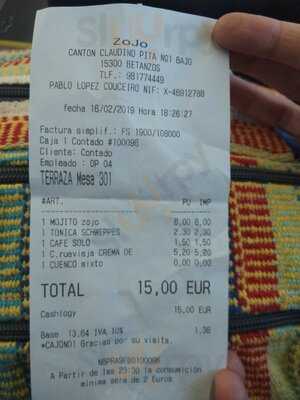 ZoJo
CANTON CLAUDINO PITA NO1 BAJO
15300 BETANZOS
TLF.: 981774449
PABLO LOPEZ COUCEIRO NIF: X-48912788
fecha 16/02/2019 Hora 18:26:27
Factura simplif.: FS 1900/108000
Caja 1 Contado #100096
Cliente: Contado
Empleado : OP 04
TERRAZA Mesa 301
#ART. PU IMP
1 MOJITO zojo 6,00 6,00
1 TONICA SCHWEPPES 2,30 2,30
1 CAFE SOLO 1,50 1,50
1 C.ruavieja CREMA DE 5,20 5,20
1 CUENCO mixto 0,00 0,00
TOTAL 15,00 EUR
Cashlogy 15,00 EUR
Base 13.64 IVA 10% 1,36
*CAJON01 Gracias por su visita.
A Partir de las 23:30 la consumición
minima sera de 2 Euros